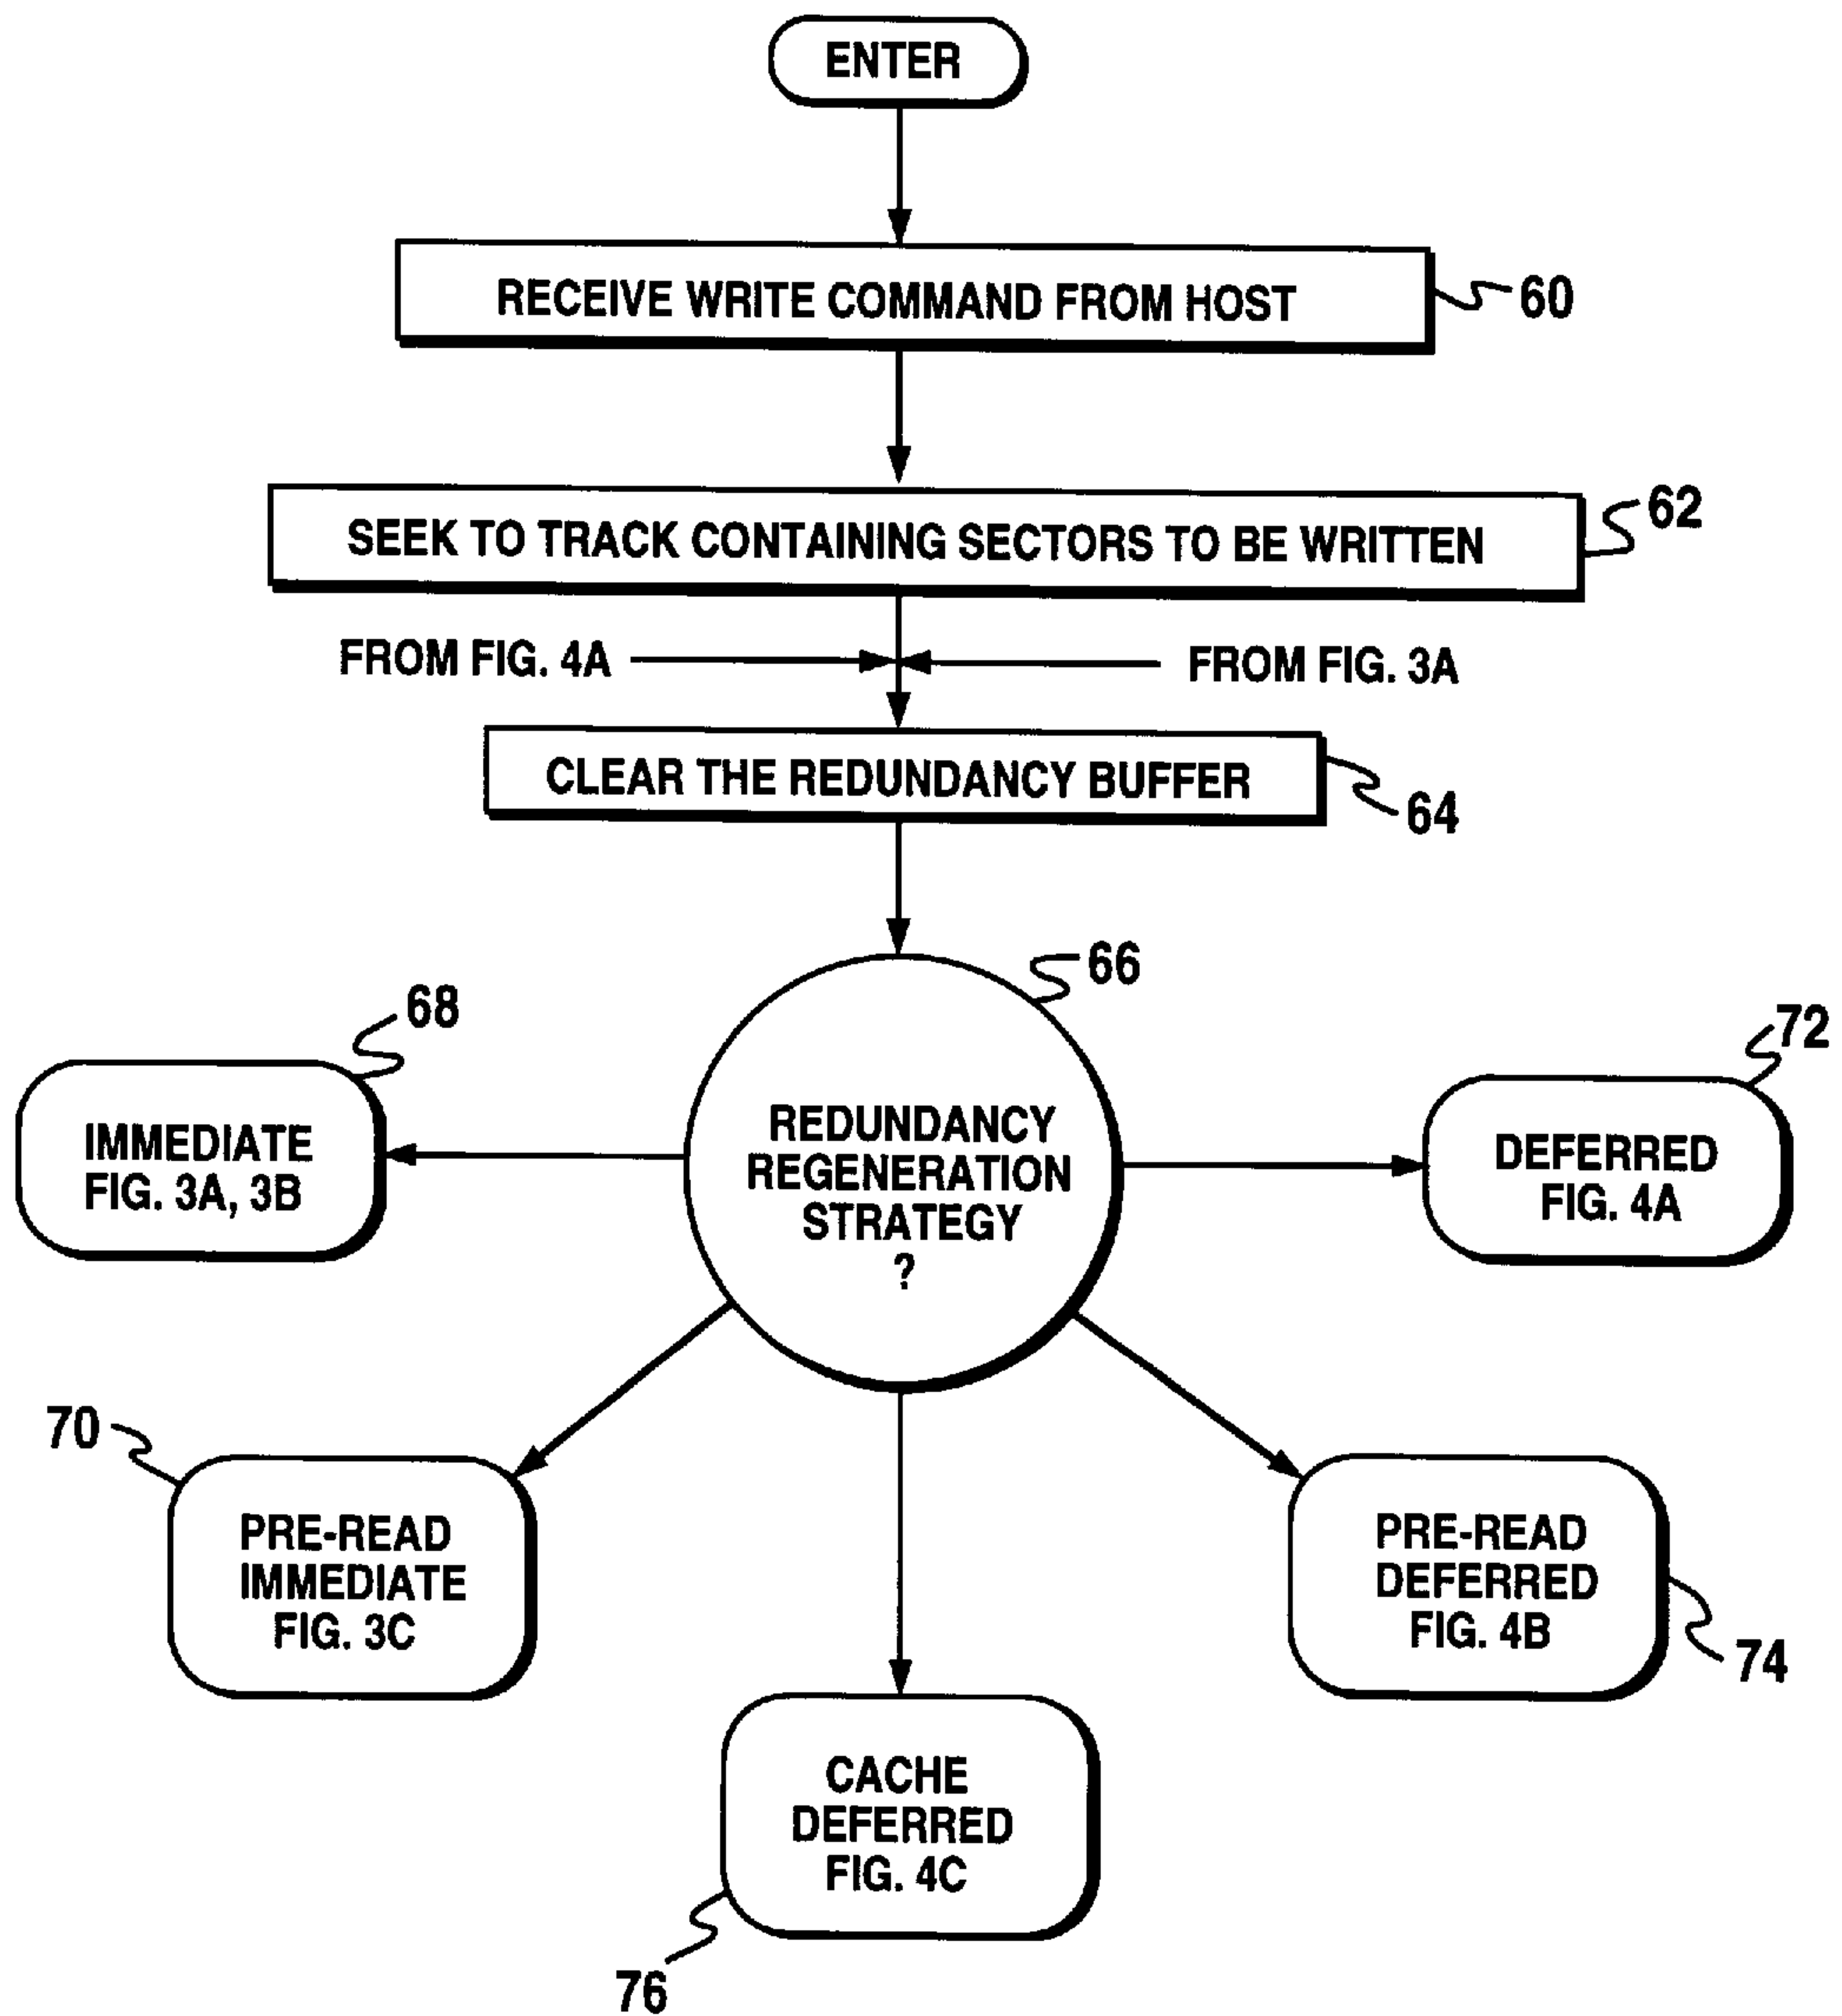 ENTER
RECEIVE WRITE COMMAND FROM HOST
60
SEEK TO TRACK CONTAINING SECTORS TO BE WRITTEN
62
FROM FIG. 4A
FROM FIG. 3A
CLEAR THE REDUNDANCY BUFFER
64
66
68
72
REDUNDANCY
REGENERATION
STRATEGY
?
IMMEDIATE
FIG. 3A, 3B
DEFERRED
FIG. 4A
70
PRE-READ
IMMEDIATE
FIG. 3C
PRE-READ
DEFERRED
FIG. 4B
74
CACHE
DEFERRED
FIG. 4C
76